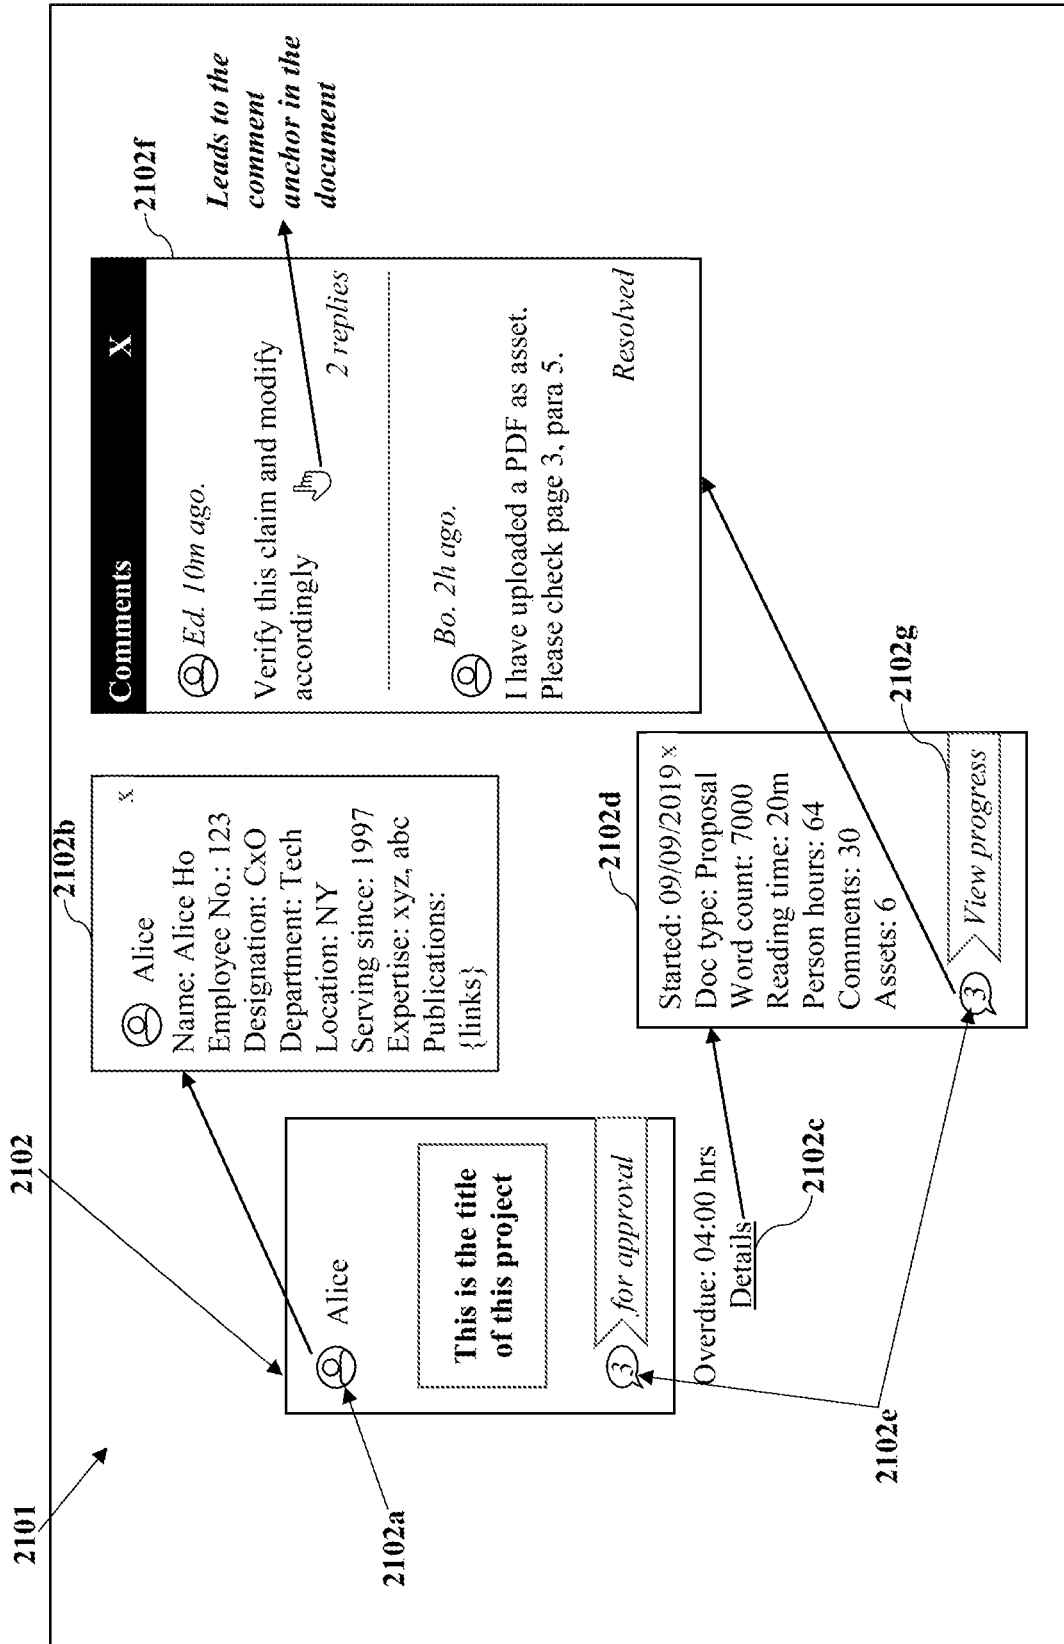 2101
2102
2102a
Alice
This is the title
of this project
3
for approval
Overdue: 04:00 hrs
Details
2102c
2102e
2102b
x
Alice
Name: Alice Ho
Employee No.: 123
Designation: CxO
Department: Tech
Location: NY
Serving since: 1997
Expertise: xyz, abc
Publications:
{links}
2102d
Started: 09/09/2019 x
Doc type: Proposal
Word count: 7000
Reading time: 20m
Person hours: 64
Comments: 30
Assets: 6
3
View progress
2102g
Comments X
Ed. 10m ago.
Verify this claim and modify
accordingly
2 replies
Bo. 2h ago.
I have uploaded a PDF as asset.
Please check page 3, para 5.
Resolved
2102f
Leads to the
comment
anchor in the
document